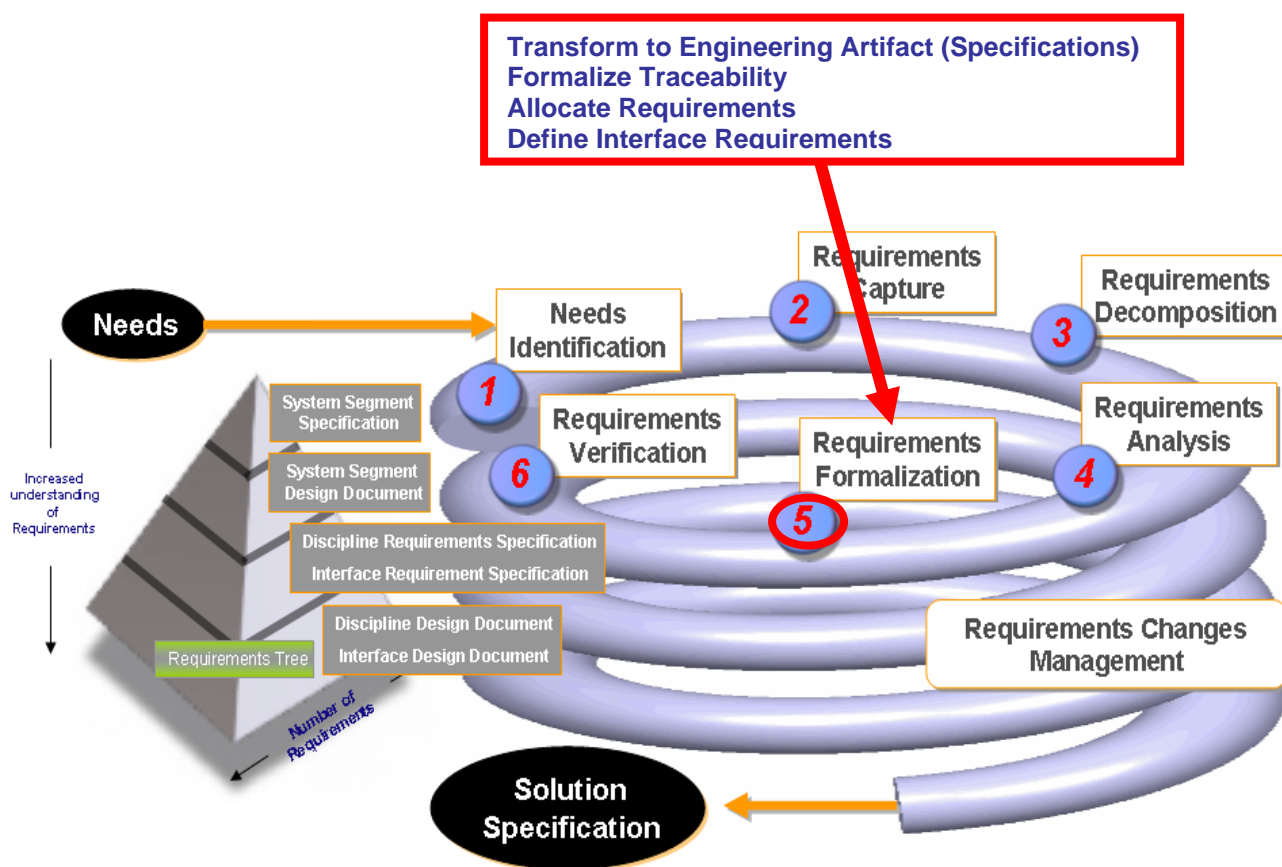 Transform to Engineering Artifact (Specifications)
Formalize Traceability
Allocate Requirements
Define Interface Requirements
Requirements
Capture
2
Requirements
Decomposition
3
Needs
Needs
Identification
1
Requirements
Verification
6
Requirements
Formalization
5
Requirements
Analysis
4
System Segment
Specification
System Segment
Design Document
Discipline Requirements Specification
Interface Requirement Specification
Discipline Design Document
Interface Design Document
Increased
understanding
of
Requirements
Requirements Tree
Number of
Requirements
Requirements Changes
Management
Solution
Specification